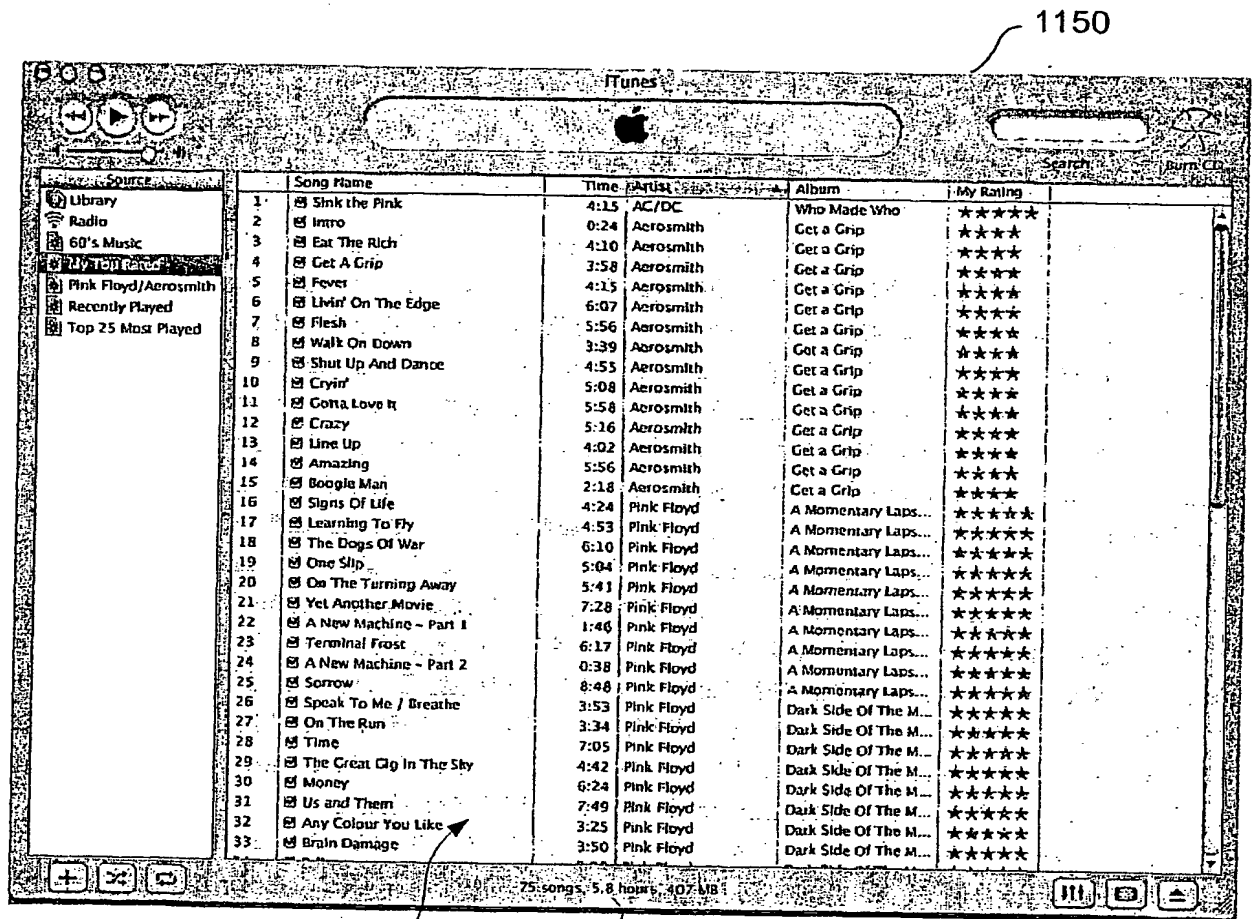 1150
iTunes
Search
Burn CD
Source
Library
Radio
60's Music
My Top Rated
Pink Floyd/Aerosmith
Recently Played
Top 25 Most Played
Song Name Time Artist Album My Rating
1 Sink the Pink 4:15 AC/DC Who Made Who ★★★★★
2 Intro 0:24 Aerosmith Get a Grip ★★★★
3 Eat The Rich 4:10 Aerosmith Get a Grip ★★★★
4 Get A Grip 3:58 Aerosmith Get a Grip ★★★★
5 Fever 4:15 Aerosmith Get a Grip ★★★★
6 Livin' On The Edge 6:07 Aerosmith Get a Grip ★★★★
7 Flesh 5:56 Aerosmith Get a Grip ★★★★
8 Walk On Down 3:39 Aerosmith Get a Grip ★★★★
9 Shut Up And Dance 4:55 Aerosmith Get a Grip ★★★★
10 Cryin' 5:08 Aerosmith Get a Grip ★★★★
11 Gotta Love It 5:58 Aerosmith Get a Grip ★★★★
12 Crazy 5:16 Aerosmith Get a Grip ★★★★
13 Line Up 4:02 Aerosmith Get a Grip ★★★★
14 Amazing 5:56 Aerosmith Get a Grip ★★★★
15 Boogie Man 2:18 Aerosmith Get a Grip ★★★★
16 Signs Of Life 4:24 Pink Floyd A Momentary Laps... ★★★★★
17 Learning To Fly 4:53 Pink Floyd A Momentary Laps... ★★★★★
18 The Dogs Of War 6:10 Pink Floyd A Momentary Laps... ★★★★★
19 One Slip 5:04 Pink Floyd A Momentary Laps... ★★★★★
20 On The Turning Away 5:41 Pink Floyd A Momentary Laps... ★★★★★
21 Yet Another Movie 7:28 Pink Floyd A Momentary Laps... ★★★★★
22 A New Machine - Part 1 1:46 Pink Floyd A Momentary Laps... ★★★★★
23 Terminal Frost 6:17 Pink Floyd A Momentary Laps... ★★★★★
24 A New Machine - Part 2 0:38 Pink Floyd A Momentary Laps... ★★★★★
25 Sorrow 8:48 Pink Floyd A Momentary Laps... ★★★★★
26 Speak To Me / Breathe 3:53 Pink Floyd Dark Side Of The M... ★★★★★
27 On The Run 3:34 Pink Floyd Dark Side Of The M... ★★★★★
28 Time 7:05 Pink Floyd Dark Side Of The M... ★★★★★
29 The Great Gig In The Sky 4:42 Pink Floyd Dark Side Of The M... ★★★★★
30 Money 6:24 Pink Floyd Dark Side Of The M... ★★★★★
31 Us and Them 7:49 Pink Floyd Dark Side Of The M... ★★★★★
32 Any Colour You Like 3:25 Pink Floyd Dark Side Of The M... ★★★★★
33 Brain Damage 3:50 Pink Floyd Dark Side Of The M... ★★★★★
75 songs, 5.8 hours, 407 MB